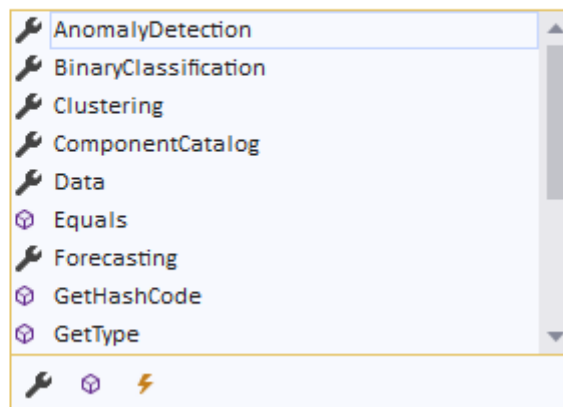 AnomalyDetection
BinaryClassification
Clustering
ComponentCatalog
Data
Equals
Forecasting
GetHashCode
GetType